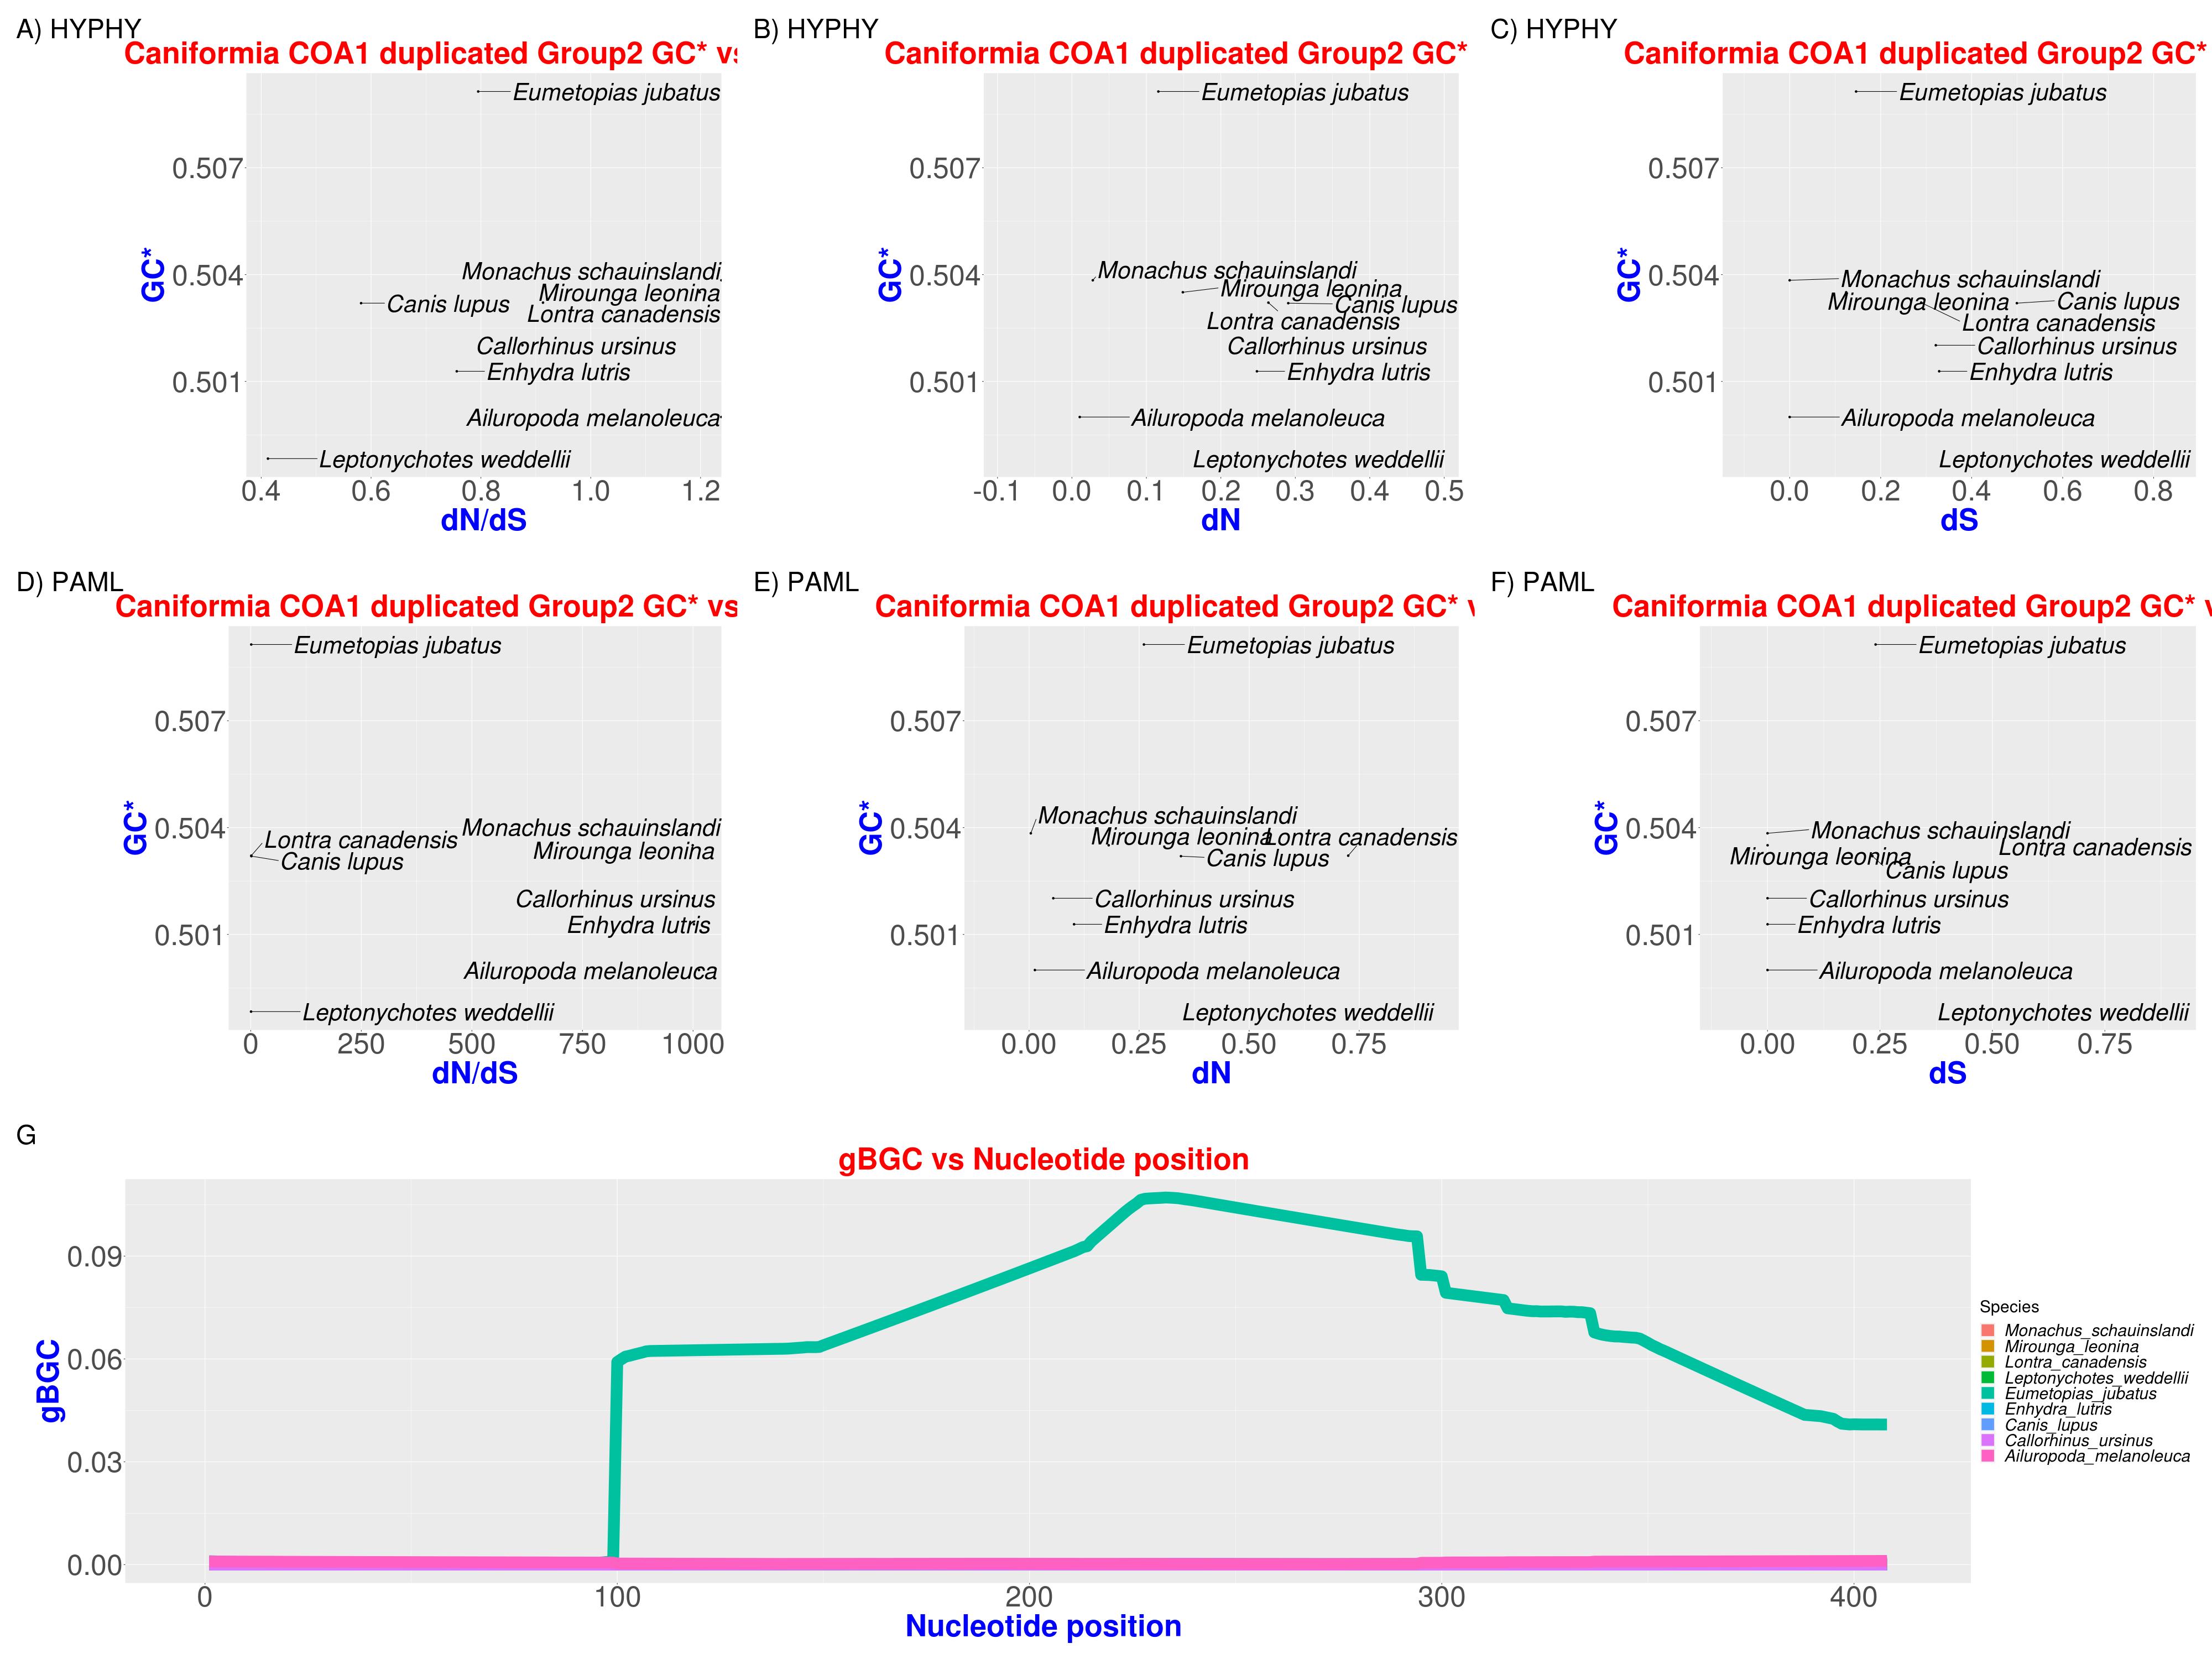 A) HYPHY
Caniformia COA1 duplicated Group2 GC* vs
Eumetopias jubatus
0.507
Monachus schauinslandi
0.504
Mirounga leonina
Canis lupus
Lontra canadensis
Callorhinus ursinus
0.501
Enhydra lutris
Ailuropoda melanoleuca
Leptonychotes weddellii
GC*
0.4 0.6 0.8 1.0 1.2
dN/dS
B) HYPHY
Caniformia COA1 duplicated Group2 GC*
Eumetopias jubatus
0.507
Monachus schauinslandi
0.504
Mirounga leonina
Canis lupus
Lontra canadensis
Callorhinus ursinus
0.501
Enhydra lutris
Ailuropoda melanoleuca
Leptonychotes weddellii
GC*
-0.1 0.0 0.1 0.2 0.3 0.4 0.5
dN
C) HYPHY
Caniformia COA1 duplicated Group2 GC*
Eumetopias jubatus
0.507
0.504
Monachus schauinslandi
Mirounga leonina
Canis lupus
Lontra canadensis
Callorhinus ursinus
0.501
Enhydra lutris
Ailuropoda melanoleuca
Leptonychotes weddellii
GC*
0.0 0.2 0.4 0.6 0.8
dS
D) PAML
Caniformia COA1 duplicated Group2 GC* vs
Eumetopias jubatus
0.507
0.504
Monachus schauinslandi
Lontra canadensis
Mirounga leonina
Canis lupus
Callorhinus ursinus
Enhydra lutris
0.501
Ailuropoda melanoleuca
Leptonychotes weddellii
GC*
0 250 500 750 1000
dN/dS
E) PAML
Caniformia COA1 duplicated Group2 GC* v
Eumetopias jubatus
0.507
Monachus schauinslandi
0.504
Mirounga leonina
Lontra canadensis
Canis lupus
Callorhinus ursinus
Enhydra lutris
0.501
Ailuropoda melanoleuca
Leptonychotes weddellii
GC*
0.00 0.25 0.50 0.75
dN
F) PAML
Caniformia COA1 duplicated Group2 GC* v
Eumetopias jubatus
0.507
0.504
Monachus schauinslandi
Lontra canadensis
Mirounga leonina
Canis lupus
Callorhinus ursinus
Enhydra lutris
0.501
Ailuropoda melanoleuca
Leptonychotes weddellii
GC*
0.00 0.25 0.50 0.75
dS
G
gBGC vs Nucleotide position
0.09
0.06
0.03
0.00
gBGC
0 100 200 300 400
Nucleotide position
Species
Monachus_schauinslandi
Mirounga_leonina
Lontra_canadensis
Leptonychotes_weddellii
Eumetopias_jubatus
Enhydra_lutris
Canis_lupus
Callorhinus_ursinus
Ailuropoda_melanoleuca